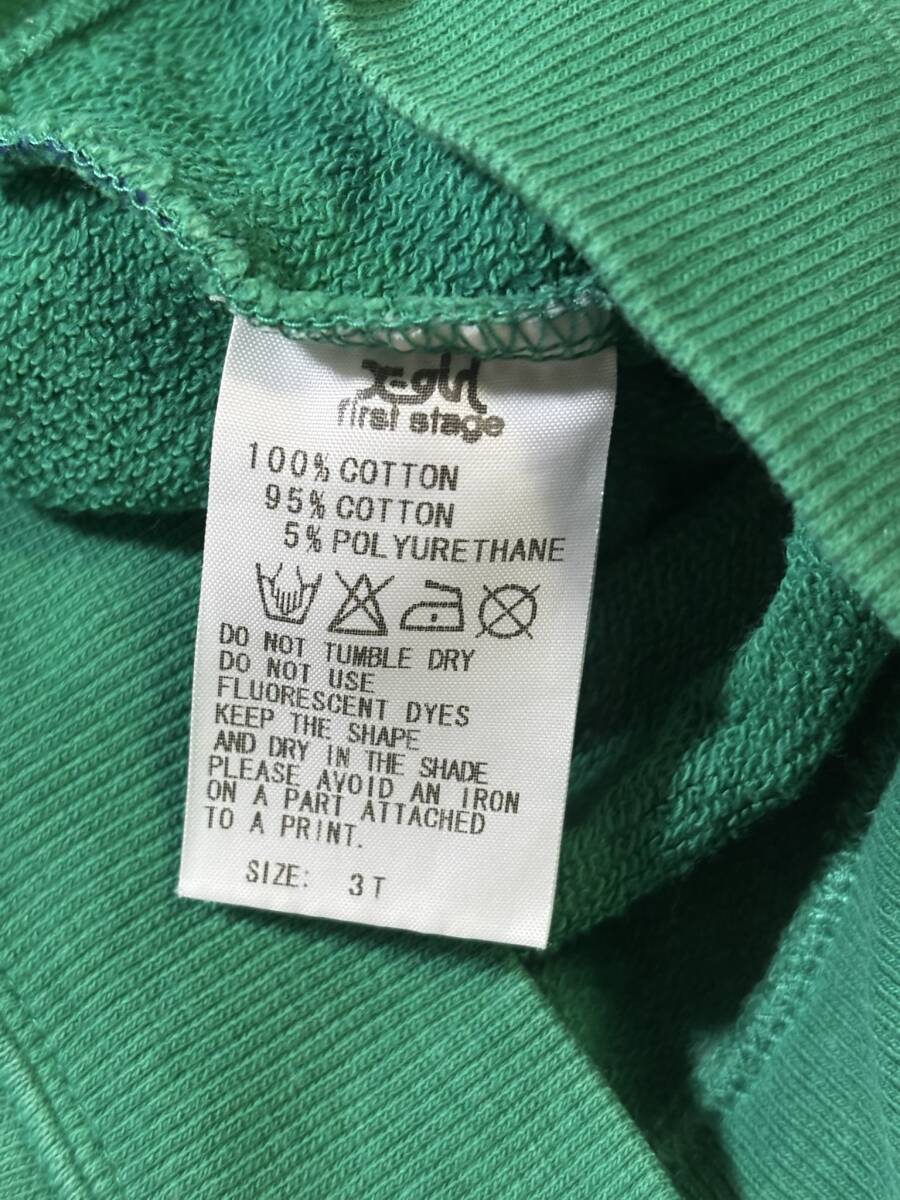 X-girl
first stage
100% COTTON
95% COTTON
5% POLYURETHANE
DO NOT TUMBLE DRY
DO NOT USE
FLUORESCENT DYES
KEEP THE SHAPE
AND DRY IN THE SHADE
PLEASE AVOID AN IRON
ON A PART ATTACHED
TO A PRINT.
SIZE: 3T